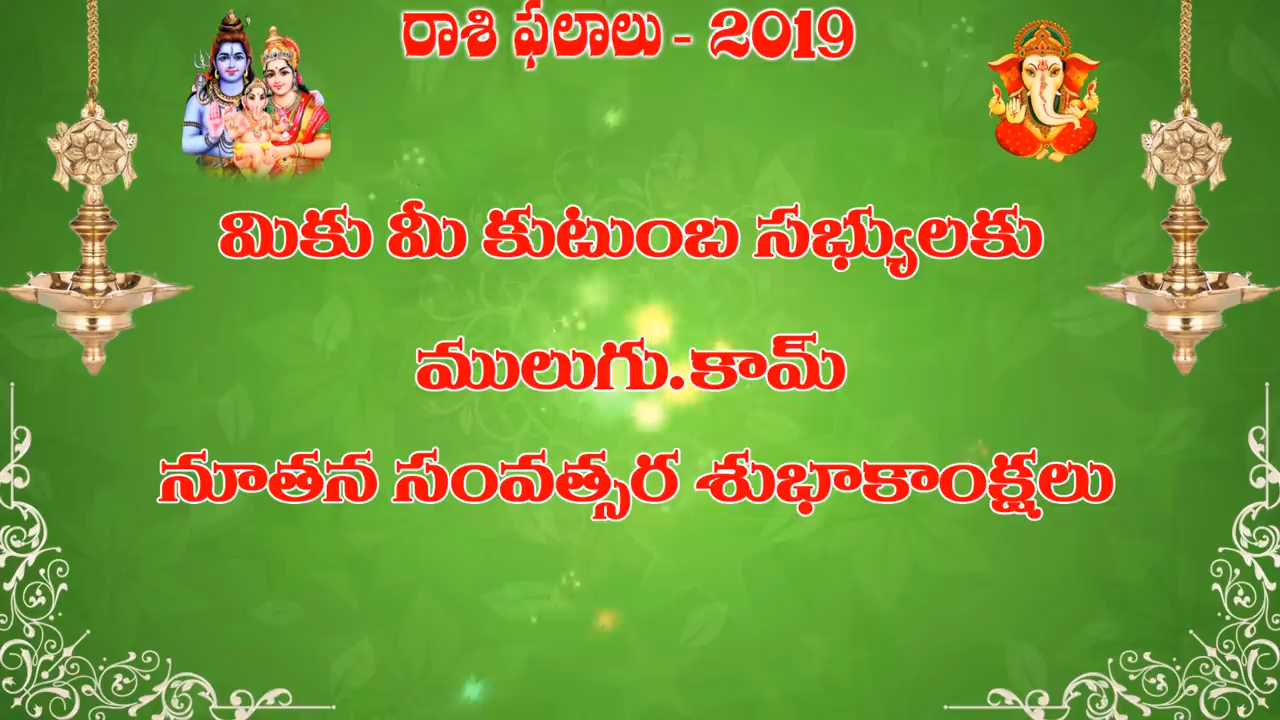 రాశి ఫలాలు - 2019
మికు మీ కుటుంబ సభ్యులకు
ములుగు.కామ్
నూతన సంవత్సర శుభాకాంక్షలు